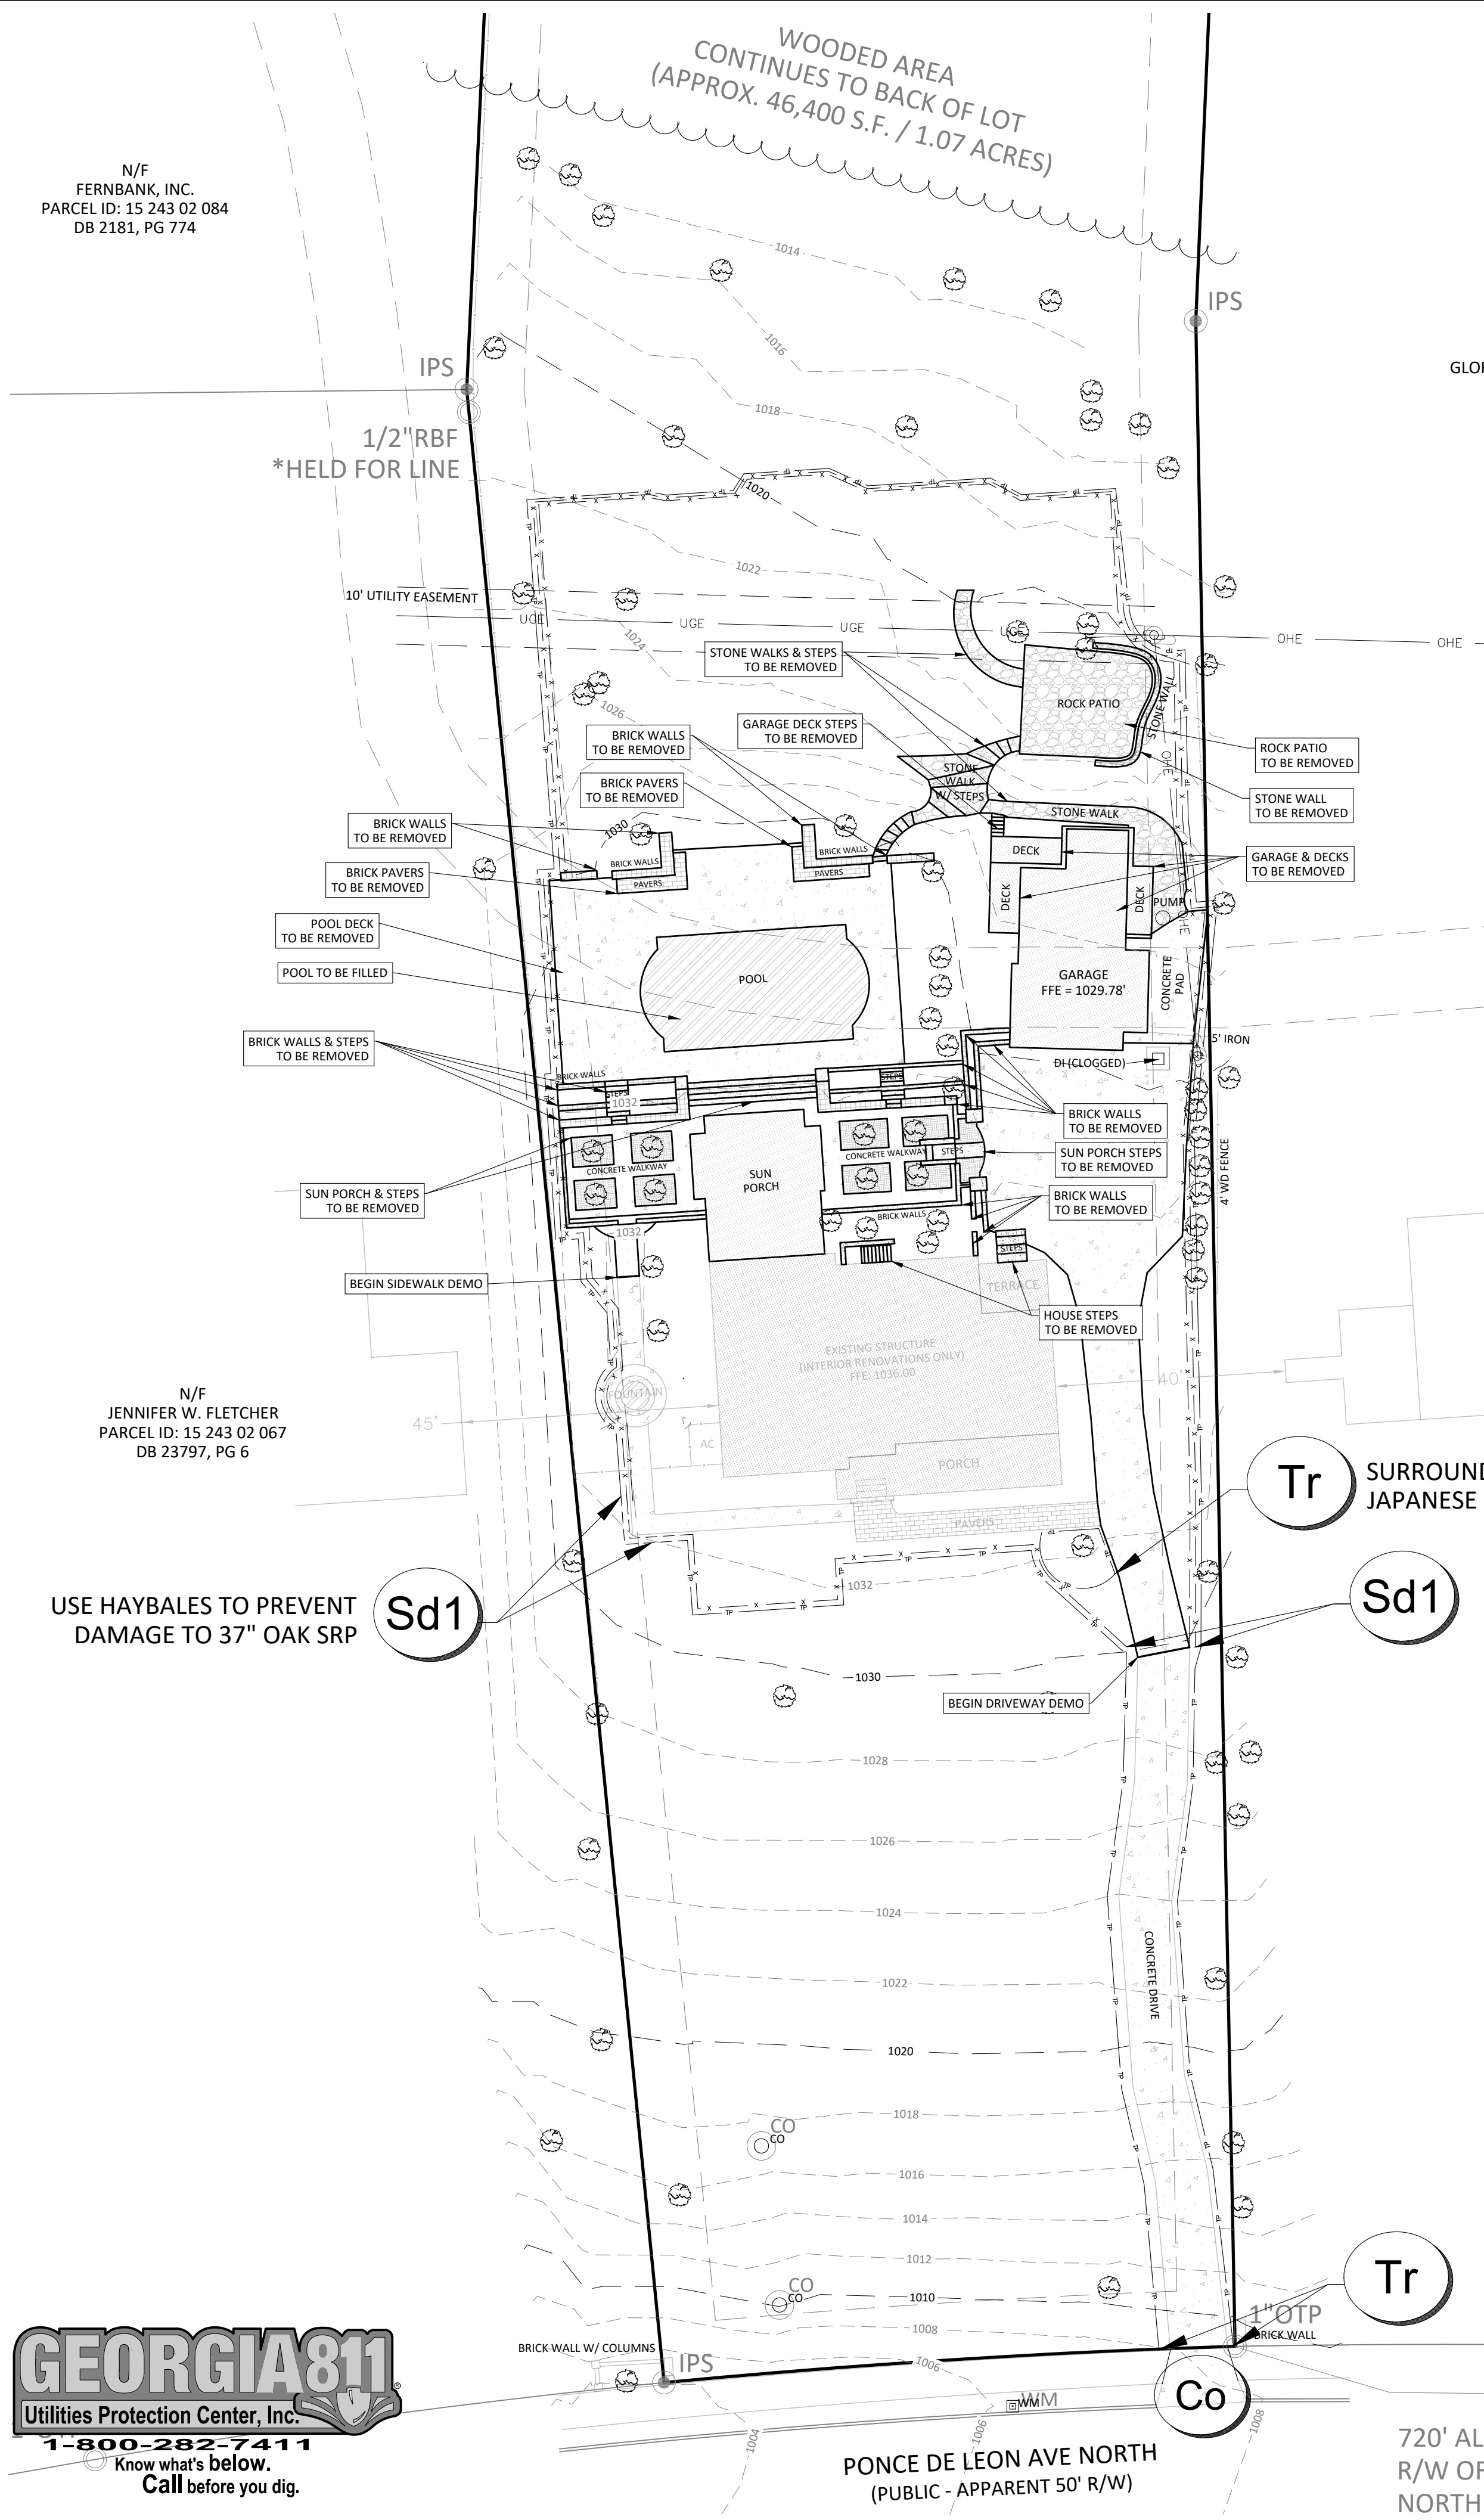 WOODED AREA
CONTINUES TO BACK OF LOT
(APPROX. 46,400 S.F. / 1.07 ACRES)
N/F
FERNBANK, INC.
PARCEL ID: 15 243 02 084
DB 2181, PG 774
1014
IPS
1016
IPS
GLOR
1018
1/2"RBF
*HELD FOR LINE
1020
1022
10' UTILITY EASEMENT
UGE
UGE
UGE
UGE
OHE
OHE
1024
STONE WALKS & STEPS
TO BE REMOVED
ROCK PATIO
STONE WALL
1026
BRICK WALLS
TO BE REMOVED
GARAGE DECK STEPS
TO BE REMOVED
ROCK PATIO
TO BE REMOVED
OHE
STONE
WALK
W/ STEPS
BRICK PAVERS
TO BE REMOVED
STONE WALL
TO BE REMOVED
STONE WALK
BRICK WALLS
TO BE REMOVED
1030
BRICK WALLS
BRICK WALLS
DECK
GARAGE & DECKS
TO BE REMOVED
BRICK PAVERS
TO BE REMOVED
PAVERS
PAVERS
DECK
DECK
PUMP
OHE
POOL DECK
TO BE REMOVED
POOL TO BE FILLED
POOL
GARAGE
FFE = 1029.78'
CONCRETE
PAD
BRICK WALLS & STEPS
TO BE REMOVED
5' IRON
DI (CLOGGED)
BRICK WALLS
STEPS
STEPS
1032
BRICK WALLS
TO BE REMOVED
CONCRETE WALKWAY
CONCRETE WALKWAY
STEPS
SUN PORCH STEPS
TO BE REMOVED
SUN
PORCH
4' WD FENCE
SUN PORCH & STEPS
TO BE REMOVED
BRICK WALLS
TO BE REMOVED
BRICK WALLS
1032
STEPS
BEGIN SIDEWALK DEMO
TERRACE
HOUSE STEPS
TO BE REMOVED
EXISTING STRUCTURE
(INTERIOR RENOVATIONS ONLY)
FFE: 1036.00
40'
FOUNTAIN
N/F
JENNIFER W. FLETCHER
PARCEL ID: 15 243 02 067
DB 23797, PG 6
45'
AC
PORCH
Tr
SURROUND
JAPANESE
PAVERS
1032
USE HAYBALES TO PREVENT
DAMAGE TO 37" OAK SRP
Sd1
Sd1
1030
BEGIN DRIVEWAY DEMO
1028
1026
1024
CONCRETE DRIVE
1022
1020
1018
CO
CO
1016
1014
1012
Tr
CO
CO
1010
1"OTP
BRICK WALL
1008
BRICK WALL W/ COLUMNS
IPS
1006
Co
WM
WM
1004
1006
1008
PONCE DE LEON AVE NORTH
(PUBLIC - APPARENT 50' R/W)
720' AL
R/W OF
NORTH
GEORGIA811
®
Utilities Protection Center, Inc.
1-800-282-7411
Know what's below.
Call before you dig.